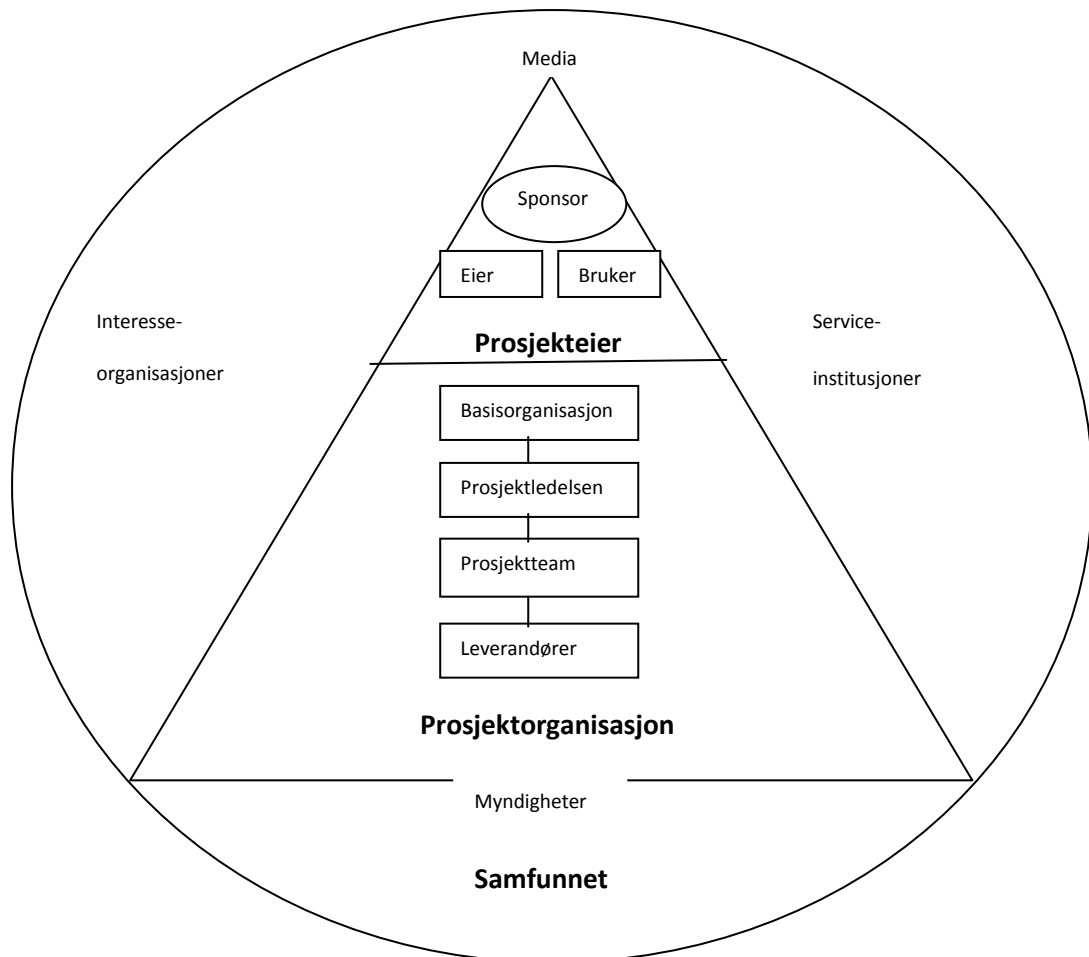 Media
Sponsor
Eier
Bruker
Interesse-
organisasjoner
Service-
institusjoner
Prosjekteier
Basisorganisasjon
Prosjektledelsen
Prosjektteam
Leverandører
Prosjektorganisasjon
Myndigheter
Samfunnet